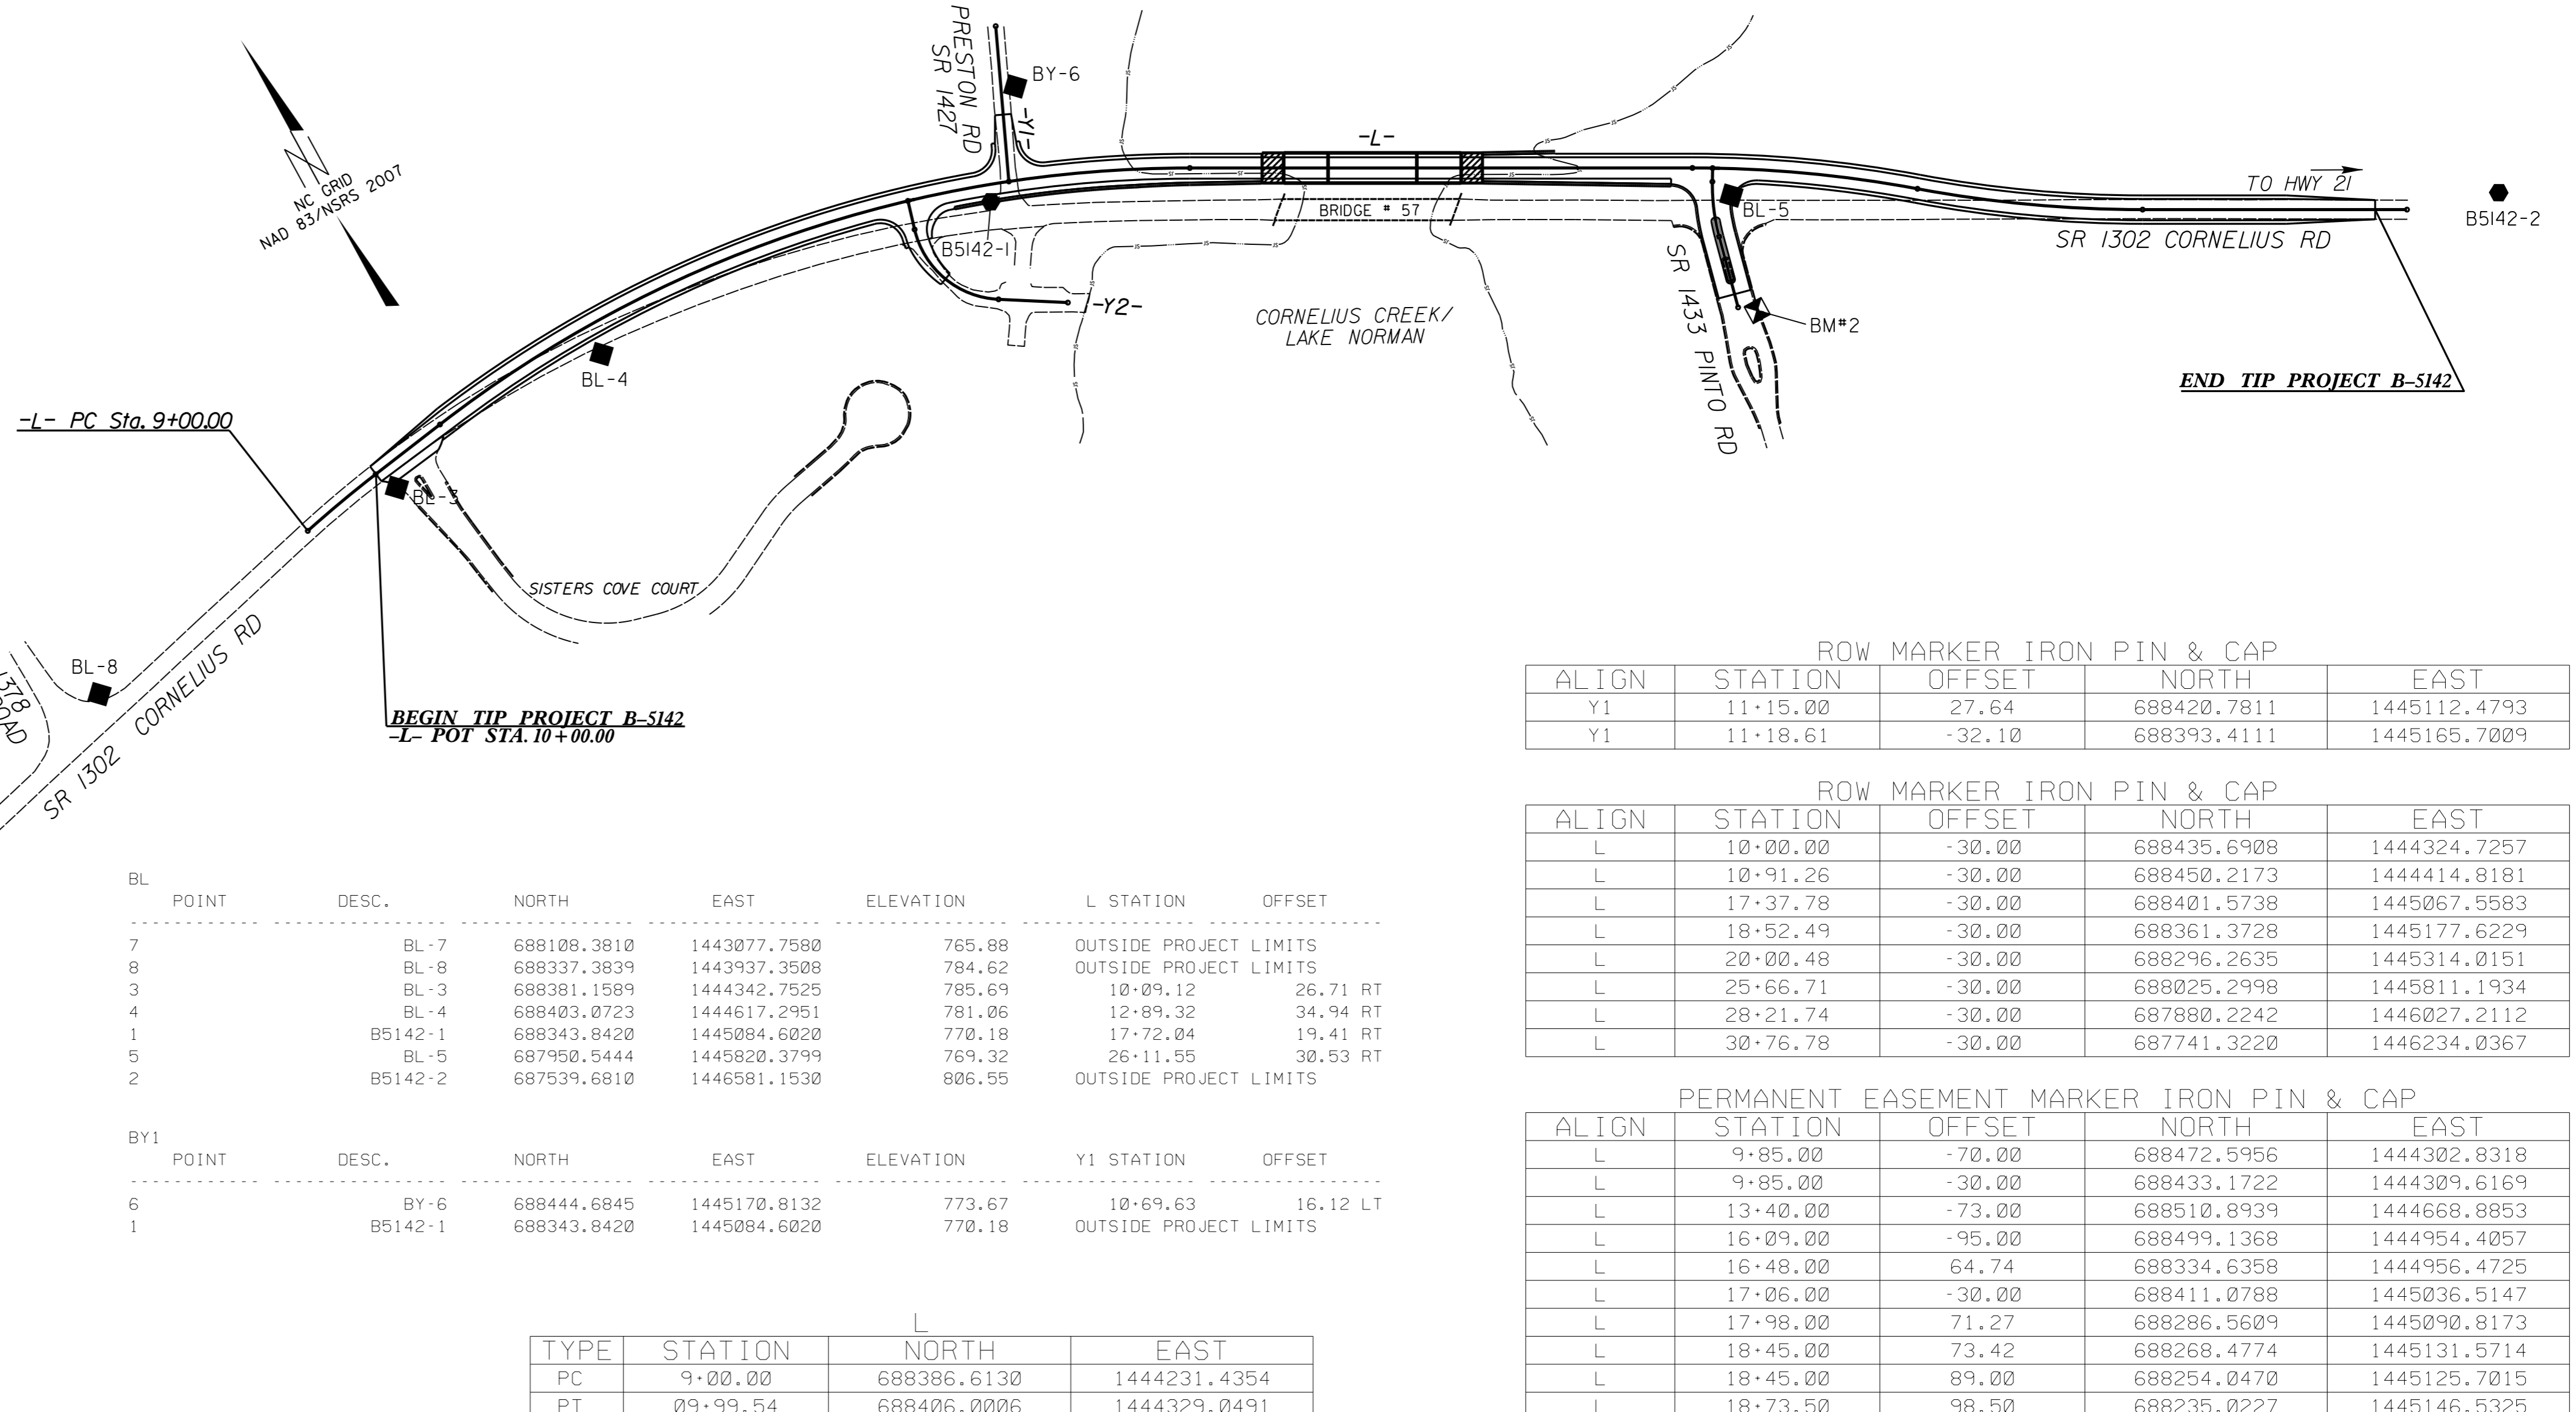 PRESTON RD
SR 1427
BY-6
-Y1-
-L-
NC GRID
NAD 83/NSRS 2007
B5142-1
BRIDGE # 57
BL-5
TO HWY 21
B5142-2
SR 1302 CORNELIUS RD
-Y2-
CORNELIUS CREEK/
LAKE NORMAN
SR 1433 PINTO RD
BM#2
BL-4
END TIP PROJECT B-5142
-L- PC Sta. 9+00.00
BL-3
SISTERS COVE COURT
BL-8
1378
SR 1302 CORNELIUS RD
BEGIN TIP PROJECT B-5142
-L- POT STA. 10+00.00
ROW MARKER IRON PIN & CAP
ALIGN STATION OFFSET NORTH EAST
Y1 11+15.00 27.64 688420.7811 1445112.4793
Y1 11+18.61 -32.10 688393.4111 1445165.7009
ROW MARKER IRON PIN & CAP
ALIGN STATION OFFSET NORTH EAST
L 10+00.00 -30.00 688435.6908 1444324.7257
L 10+91.26 -30.00 688450.2173 1444414.8181
L 17+37.78 -30.00 688401.5738 1445067.5583
L 18+52.49 -30.00 688361.3728 1445177.6229
L 20+00.48 -30.00 688296.2635 1445314.0151
L 25+66.71 -30.00 688025.2998 1445811.1934
L 28+21.74 -30.00 687880.2242 1446027.2112
L 30+76.78 -30.00 687741.3220 1446234.0367
BL
POINT DESC. NORTH EAST ELEVATION L STATION OFFSET
7 BL-7 688108.3810 1443077.7580 765.88 OUTSIDE PROJECT LIMITS
8 BL-8 688337.3839 1443937.3508 784.62 OUTSIDE PROJECT LIMITS
3 BL-3 688381.1589 1444342.7525 785.69 10+09.12 26.71 RT
4 BL-4 688403.0723 1444617.2951 781.06 12+89.32 34.94 RT
1 B5142-1 688343.8420 1445084.6020 770.18 17+72.04 19.41 RT
5 BL-5 687950.5444 1445820.3799 769.32 26+11.55 30.53 RT
2 B5142-2 687539.6810 1446581.1530 806.55 OUTSIDE PROJECT LIMITS
BY1
POINT DESC. NORTH EAST ELEVATION Y1 STATION OFFSET
6 BY-6 688444.6845 1445170.8132 773.67 10+69.63 16.12 LT
1 B5142-1 688343.8420 1445084.6020 770.18 OUTSIDE PROJECT LIMITS
PERMANENT EASEMENT MARKER IRON PIN & CAP
ALIGN STATION OFFSET NORTH EAST
L 9+85.00 -70.00 688472.5956 1444302.8318
L 9+85.00 -30.00 688433.1722 1444309.6169
L 13+40.00 -73.00 688510.8939 1444668.8853
L 16+09.00 -95.00 688499.1368 1444954.4057
L 16+48.00 64.74 688334.6358 1444956.4725
L 17+06.00 -30.00 688411.0788 1445036.5147
L 17+98.00 71.27 688286.5609 1445090.8173
L 18+45.00 73.42 688268.4774 1445131.5714
L 18+45.00 89.00 688254.0470 1445125.7015
L 18+73.50 98.50 688235.0227 1445146.5325
L
TYPE STATION NORTH EAST
PC 9+00.00 688386.6130 1444231.4354
PT 09+99.54 688406.0006 1444329.0491